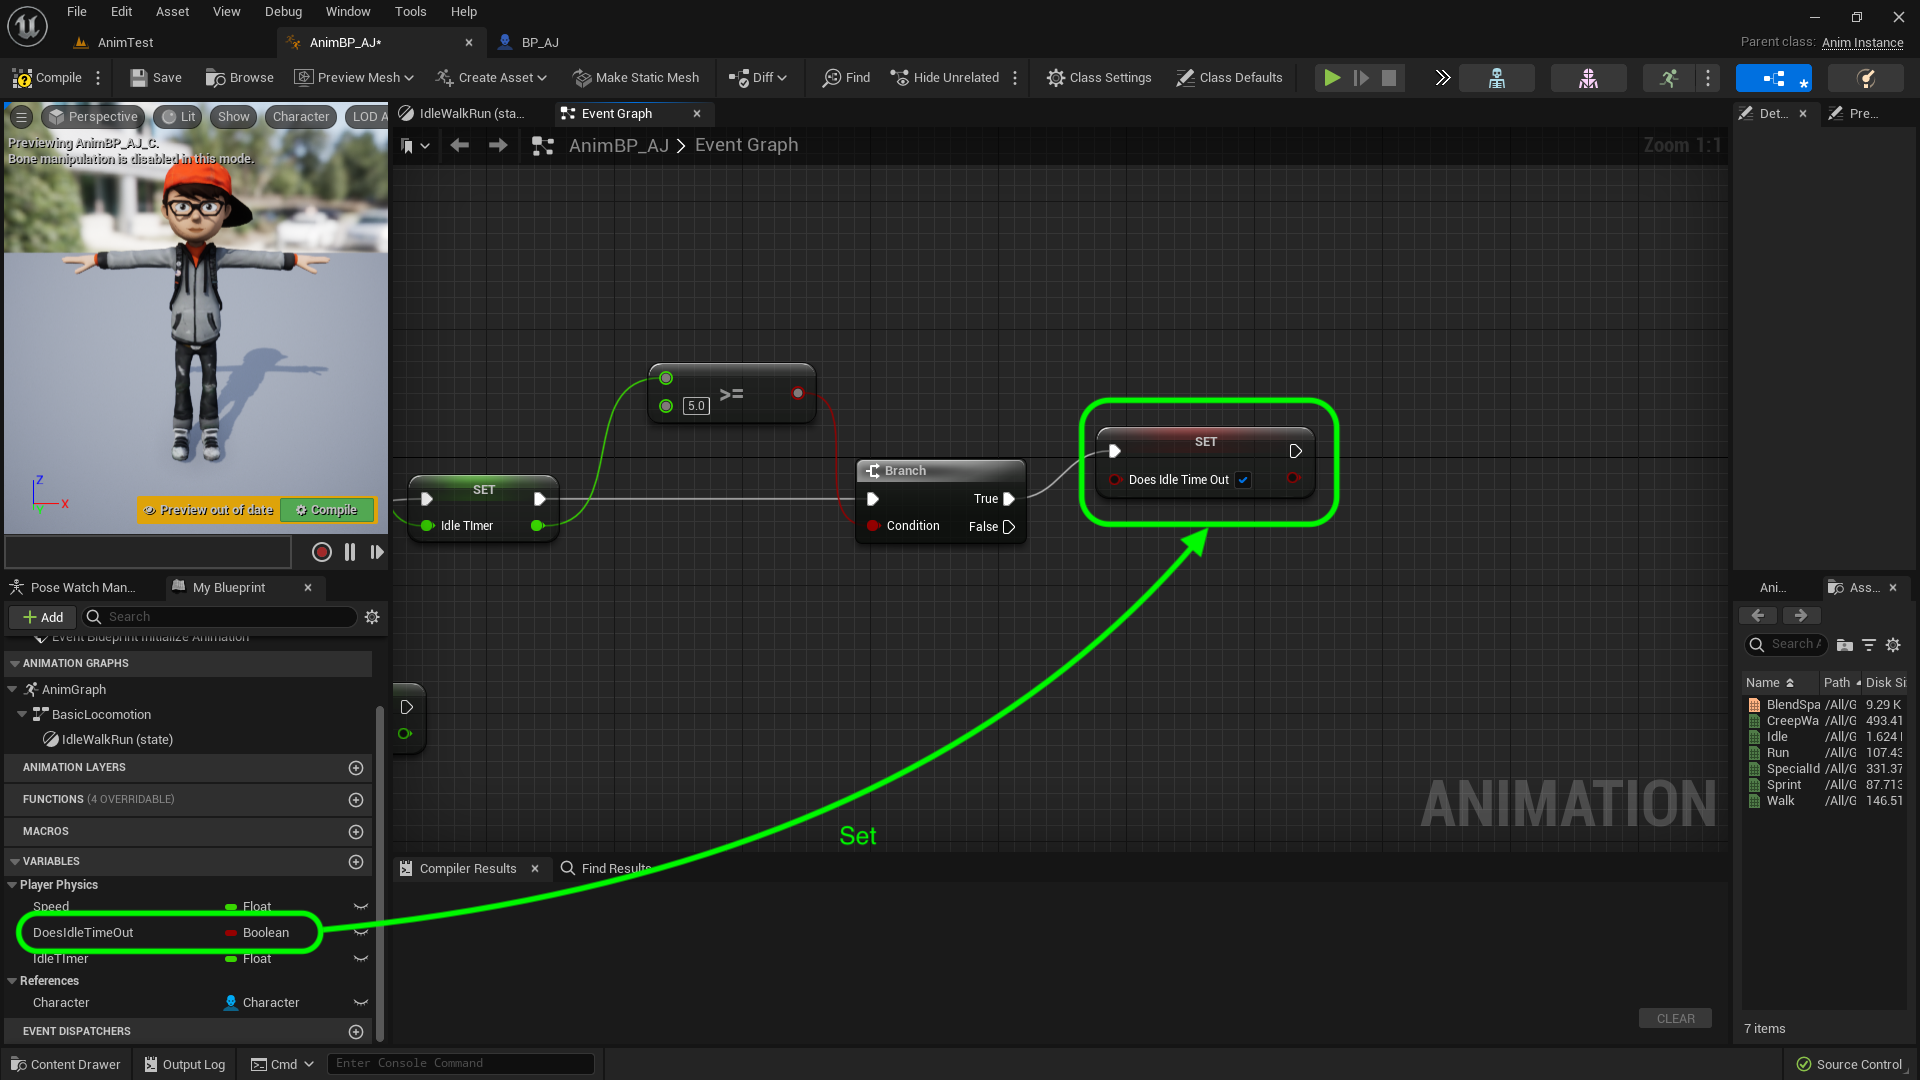 File Edit Asset View Debug Window Tools Help
AnimTest AnimBP_AJ* BP_AJ
Parent class: Anim Instance
Compile Save Browse Preview Mesh Create Asset Make Static Mesh Diff Find Hide Unrelated Class Settings Class Defaults
Perspective Lit Show Character LOD A
Previewing AnimBP_AJ_C.
Bone manipulation is disabled in this mode.
IdleWalkRun (sta... Event Graph
AnimBP_AJ > Event Graph
Zoom 1:1
Det... Pre...
>=
5.0
SET
Idle TImer
Branch
True
Condition False
SET
Does Idle Time Out
Z
X
Y
Preview out of date Compile
Pose Watch Man... My Blueprint
Add Search
Event Blueprint Initialize Animation
ANIMATION GRAPHS
AnimGraph
BasicLocomotion
IdleWalkRun (state)
ANIMATION LAYERS
FUNCTIONS (4 OVERRIDABLE)
MACROS
VARIABLES
Player Physics
Speed Float
DoesIdleTimeOut Boolean
IdleTImer Float
References
Character Character
EVENT DISPATCHERS
ANIMATION
Set
Compiler Results Find Results
CLEAR
Ani... Ass...
Search A
Name Path Disk Si
BlendSpa /All/G 9.29 K
CreepWa /All/G 493.41
Idle /All/G 1.624
Run /All/G 107.43
SpecialId /All/G 331.37
Sprint /All/G 87.713
Walk /All/G 146.51
7 items
Content Drawer Output Log Cmd Enter Console Command
Source Control